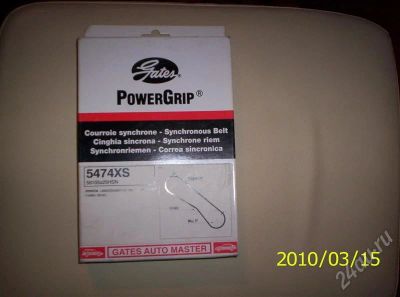 Gates
POWERGRIP®
Courroie synchrone - Synchronous Belt
Cinghia sincrona - Synchrone riem
Synchronriemen - Correa sincronica
5474XS
GATES AUTO MASTER
2010/03/15